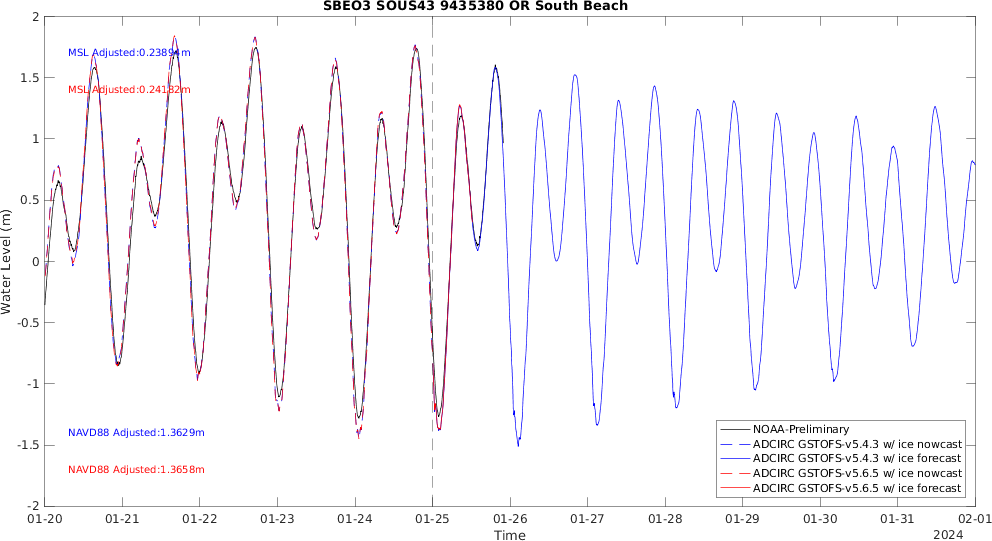 SBEO3 SOUS43 9435380 OR South Beach
2
1.5
1
0.5
0
-0.5
-1
-1.5
-2
Water Level (m)
MSL Adjusted:0.23894m
MSL Adjusted:0.24182m
NAVD88 Adjusted:1.3629m
NAVD88 Adjusted:1.3658m
NOAA-Preliminary
ADCIRC GSTOFS-v5.4.3 w/ ice nowcast
ADCIRC GSTOFS-v5.4.3 w/ ice forecast
ADCIRC GSTOFS-v5.6.5 w/ ice nowcast
ADCIRC GSTOFS-v5.6.5 w/ ice forecast
01-20 01-21 01-22 01-23 01-24 01-25 01-26 01-27 01-28 01-29 01-30 01-31 02-01
Time
2024